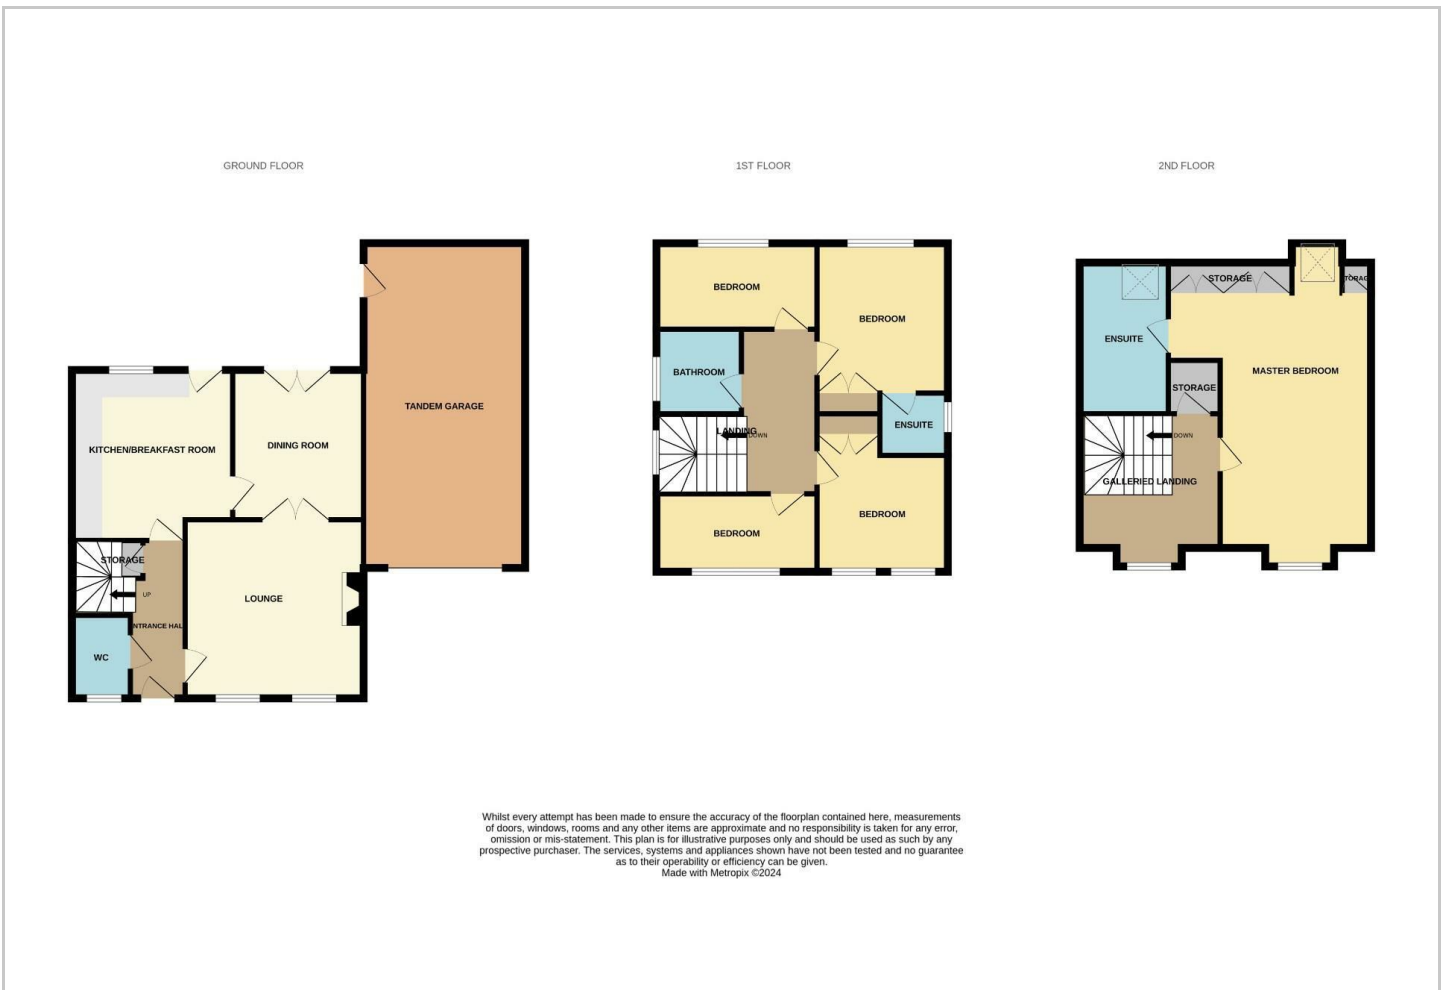 GROUND FLOOR
1ST FLOOR
2ND FLOOR
TANDEM GARAGE
KITCHEN/BREAKFAST ROOM
DINING ROOM
STORAGE
UP
LOUNGE
NTRANCE HAL
WC
BEDROOM
BEDROOM
BATHROOM
LANDING
DOWN
ENSUITE
BEDROOM
BEDROOM
STORAGE
TORAG
ENSUITE
MASTER BEDROOM
STORAGE
DOWN
GALLERIED LANDING
Whilst every attempt has been made to ensure the accuracy of the floorplan contained here, measurements
of doors, windows, rooms and any other items are approximate and no responsibility is taken for any error,
omission or mis-statement. This plan is for illustrative purposes only and should be used as such by any
prospective purchaser. The services, systems and appliances shown have not been tested and no guarantee
as to their operability or efficiency can be given.
Made with Metropix ©2024